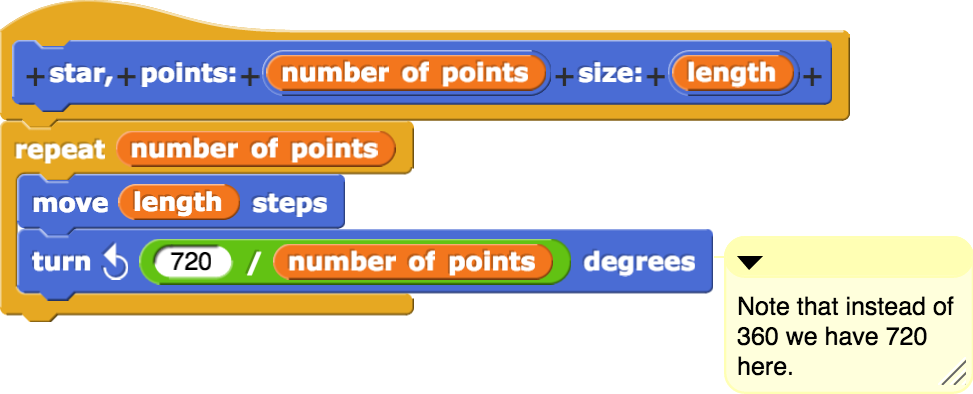 + star, + points: + number of points + size: + length +
repeat number of points
move length steps
turn 720 / number of points degrees
Note that instead of
360 we have 720
here.